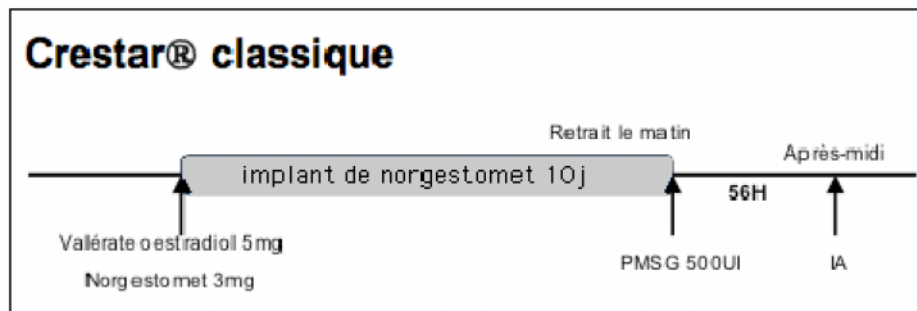 Crestar® classique
Retrait le matin
Après-midi
implant de norgestomet 10j
56H
Vallérate oestradiol 5mg
PMSG 500UI
IA
Norgestomet 3mg